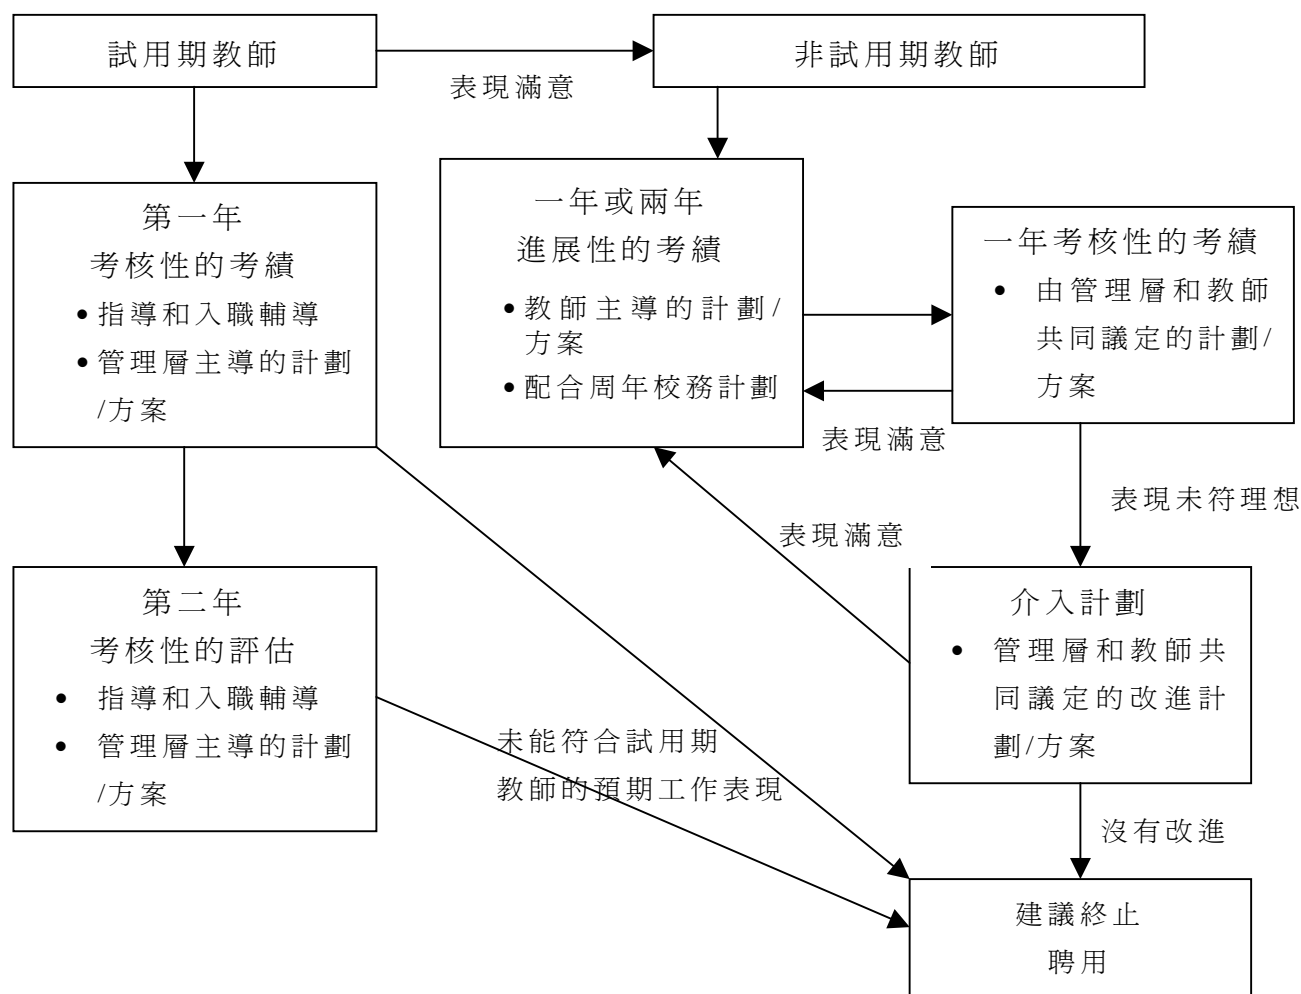 試用期教師
非試用期教師
表現滿意
第一年
考核性的考績
•指導和入職輔導
•管理層主導的計劃
/方案
一年或兩年
進展性的考績
•教師主導的計劃/
方案
•配合周年校務計劃
一年考核性的考績
• 由管理層和教師
共同議定的計劃/
方案
表現滿意
表現未符理想
表現滿意
第二年
考核性的評估
• 指導和入職輔導
• 管理層主導的計劃
/方案
介入計劃
• 管理層和教師共
同議定的改進計
劃/方案
未能符合試用期
教師的預期工作表現
沒有改進
建議終止
聘用